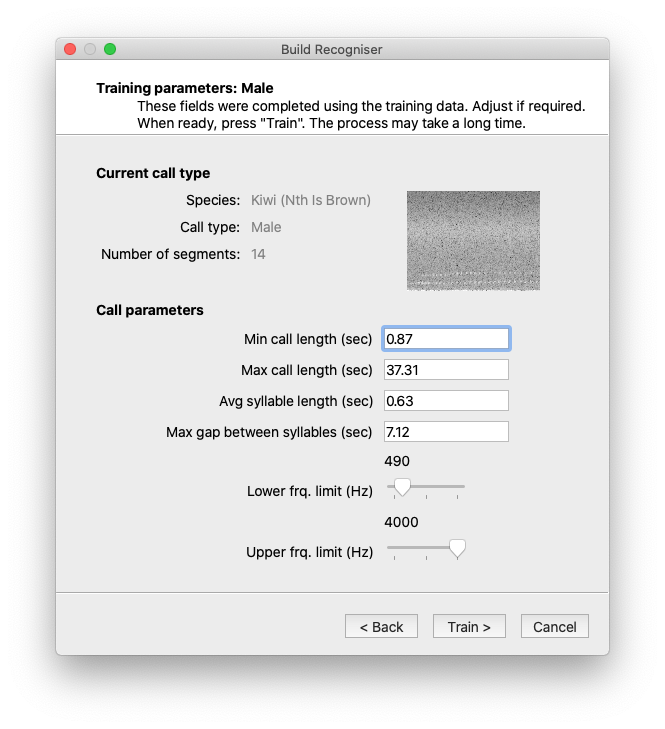 Build Recogniser
Training parameters: Male
These fields were completed using the training data. Adjust if required.
When ready, press "Train". The process may take a long time.
Current call type
Species: Kiwi (Nth Is Brown)
Call type: Male
Number of segments: 14
Call parameters
Min call length (sec) 0.87
Max call length (sec) 37.31
Avg syllable length (sec) 0.63
Max gap between syllables (sec) 7.12
490
Lower frq. limit (Hz)
4000
Upper frq. limit (Hz)
< Back Train > Cancel